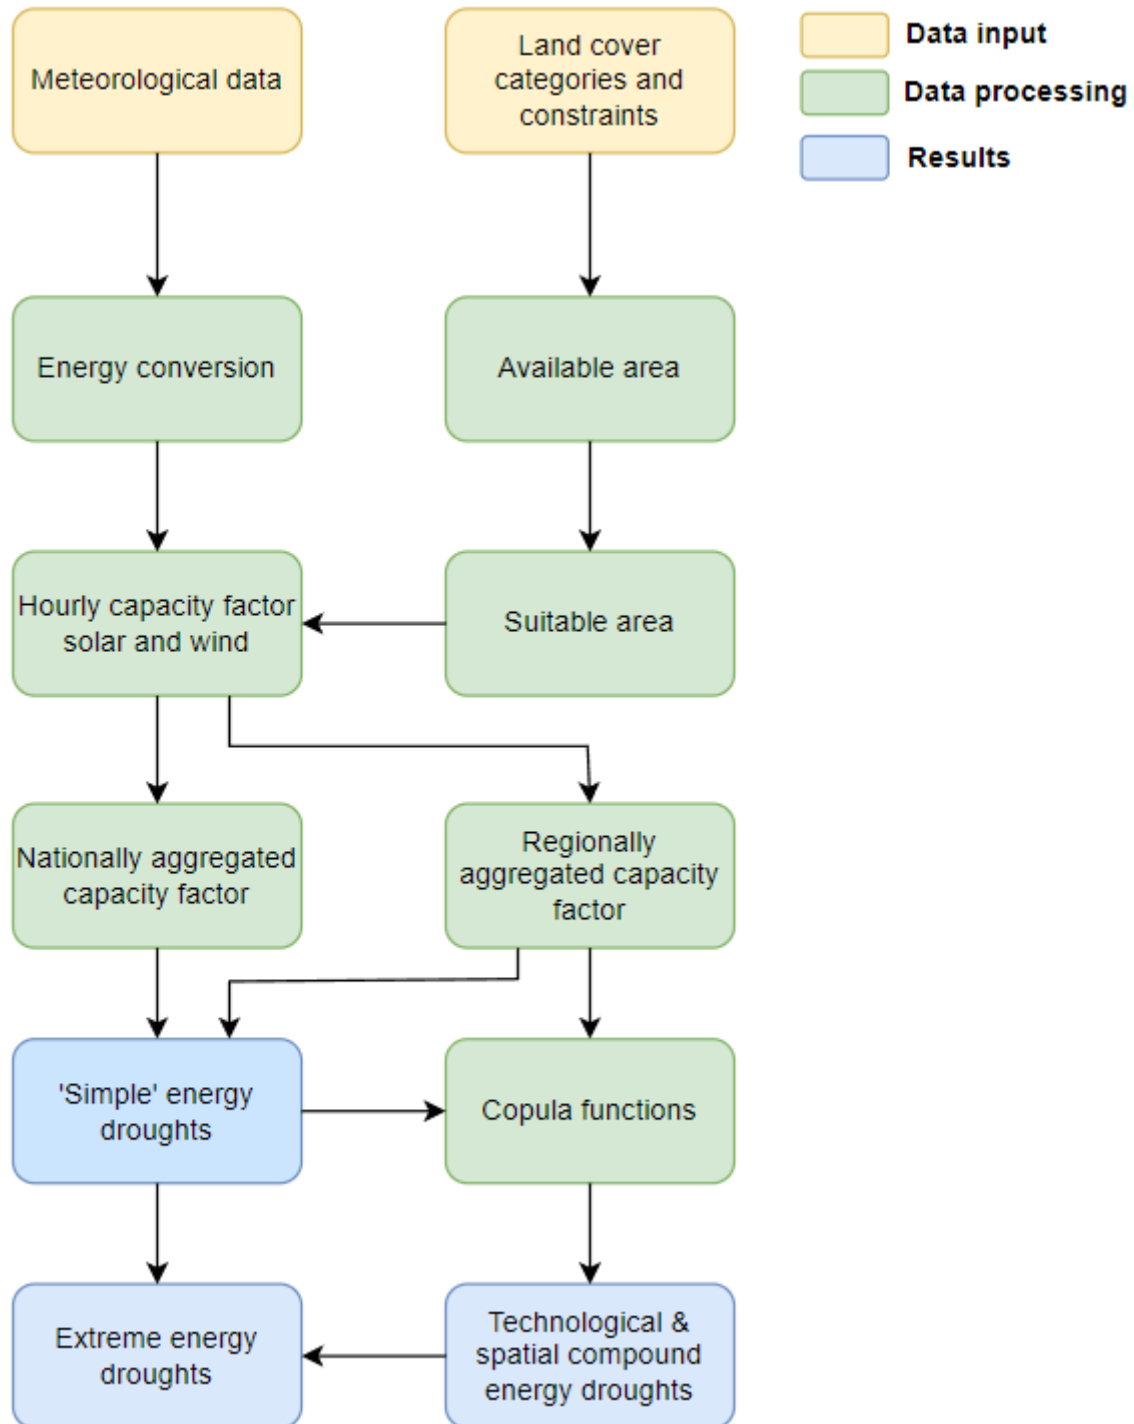 Meteorological data
Land cover
categories and
constraints
Data input
Data processing
Results
Energy conversion
Available area
Hourly capacity factor
solar and wind
Suitable area
Nationally aggregated
capacity factor
Regionally
aggregated capacity
factor
'Simple' energy
droughts
Copula functions
Extreme energy
droughts
Technological &
spatial compound
energy droughts